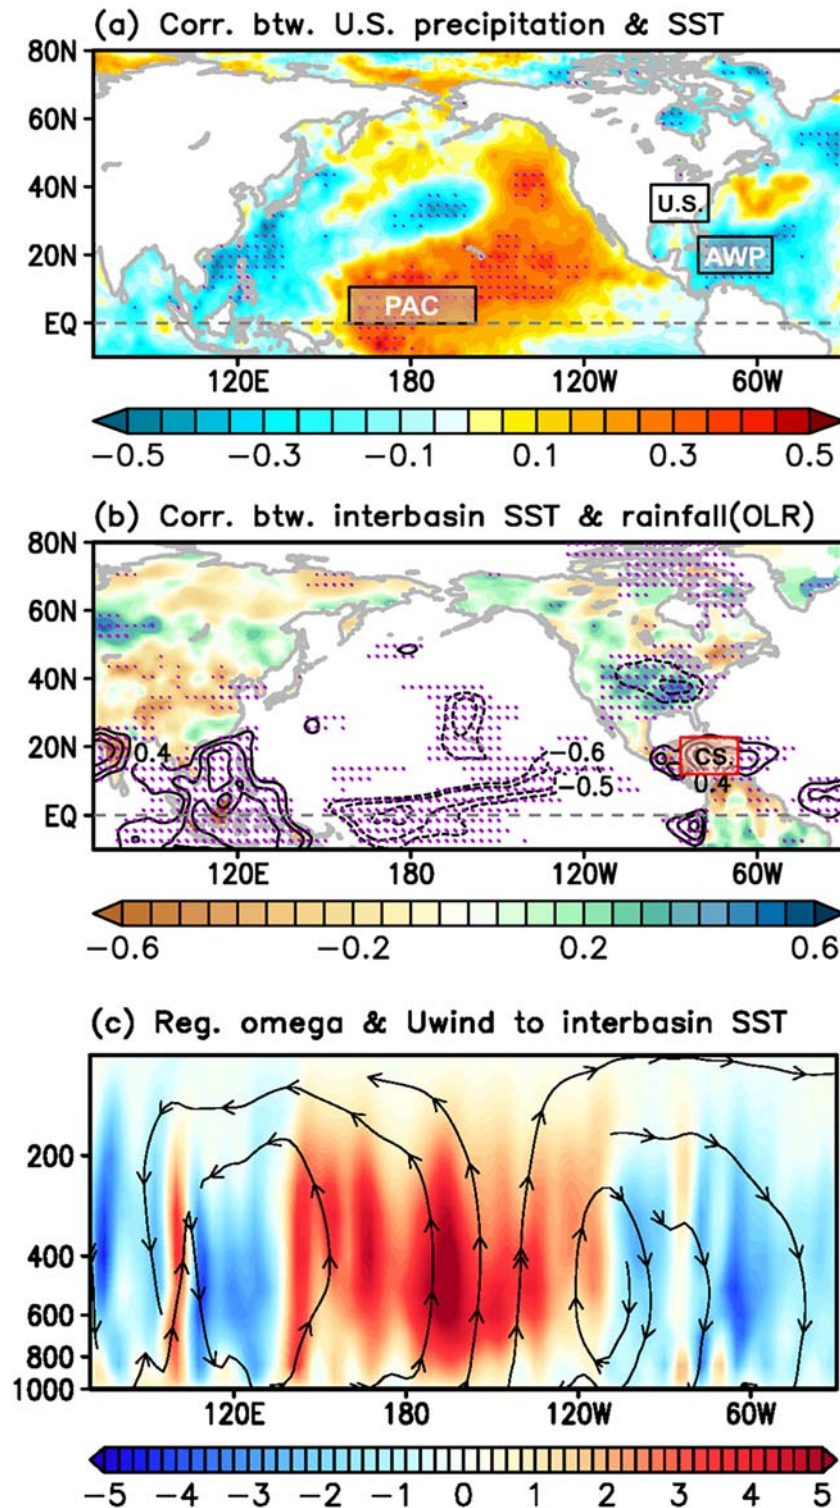 (a) Corr. btw. U.S. precipitation & SST
80N
60N
40N
20N
EQ
U.S.
AWP
PAC
120E 180 120W 60W
−0.5 −0.3 −0.1 0.1 0.3 0.5
(b) Corr. btw. interbasin SST & rainfall(OLR)
80N
60N
40N
20N
EQ
0.4
−0.6
−0.5
CS.
0.4
120E 180 120W 60W
−0.6 −0.2 0.2 0.6
(c) Reg. omega & Uwind to interbasin SST
200
400
600
800
1000
120E 180 120W 60W
−5 −4 −3 −2 −1 0 1 2 3 4 5